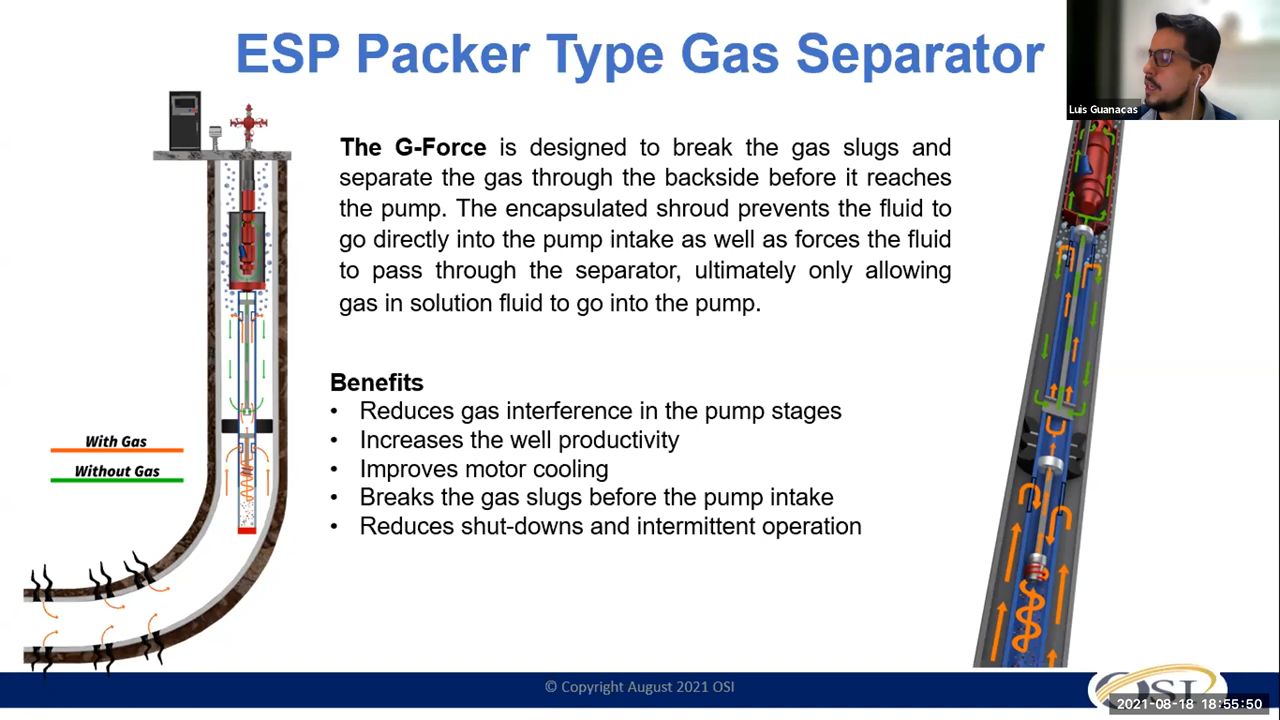 ESP Packer Type Gas Separator
Luis Guanacas
The G-Force is designed to break the gas slugs and
separate the gas through the backside before it reaches
the pump. The encapsulated shroud prevents the fluid to
go directly into the pump intake as well as forces the fluid
to pass through the separator, ultimately only allowing
gas in solution fluid to go into the pump.
Benefits
• Reduces gas interference in the pump stages
• Increases the well productivity
• Improves motor cooling
• Breaks the gas slugs before the pump intake
• Reduces shut-downs and intermittent operation
With Gas
Without Gas
© Copyright August 2021 OSI
OSI
2021-08-18 18:55:50